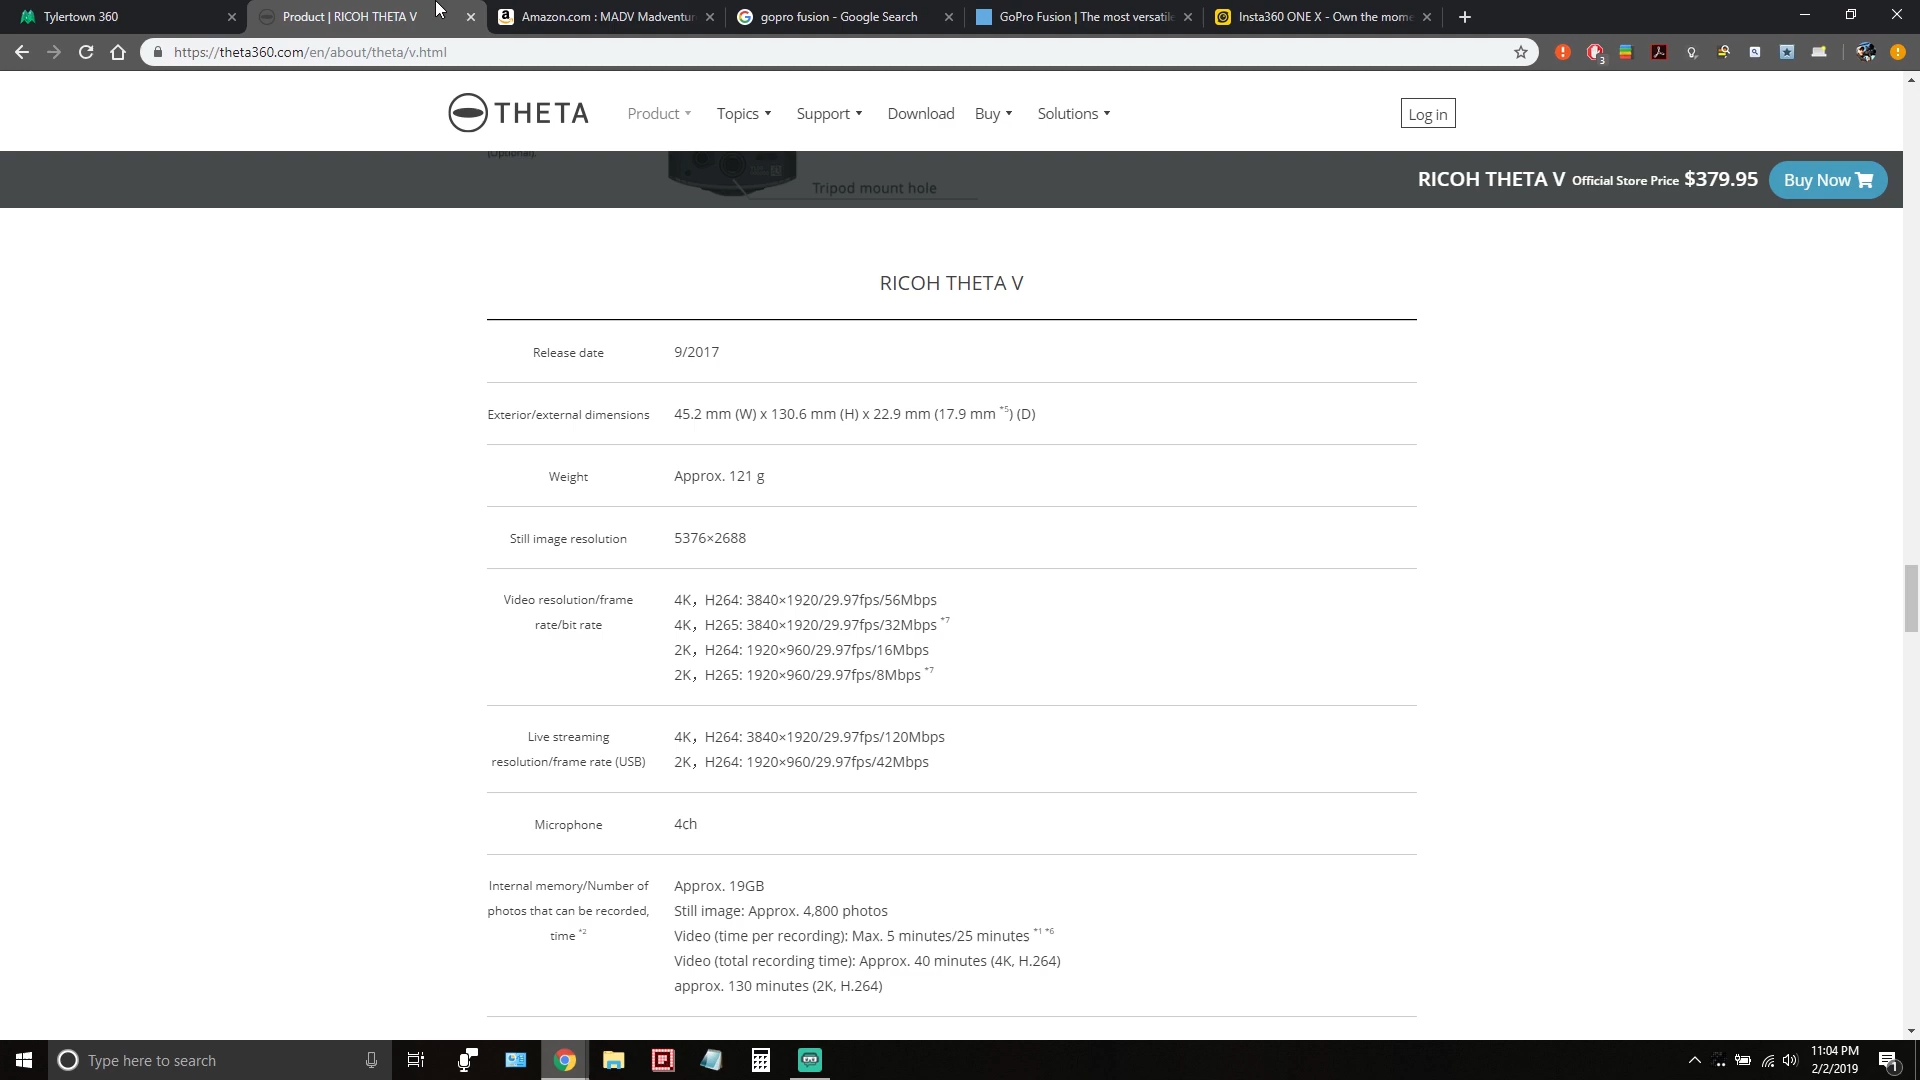 Tylertown 360
Product | RICOH THETA V
Amazon.com : MADV Madventur
gopro fusion - Google Search
GoPro Fusion | The most versatile
Insta360 ONE X - Own the mome
https://theta360.com/en/about/theta/v.html
3
THETA
Product
Topics
Support
Download
Buy
Solutions
Log in
(Optional).
Tripod mount hole
RICOH THETA V Official Store Price $379.95
Buy Now
RICOH THETA V
Release date 9/2017
Exterior/external dimensions 45.2 mm (W) x 130.6 mm (H) x 22.9 mm (17.9 mm *5) (D)
Weight Approx. 121 g
Still image resolution 5376×2688
Video resolution/frame
rate/bit rate
4K，H264: 3840×1920/29.97fps/56Mbps
4K，H265: 3840×1920/29.97fps/32Mbps *7
2K，H264: 1920×960/29.97fps/16Mbps
2K，H265: 1920×960/29.97fps/8Mbps *7
Live streaming
resolution/frame rate (USB)
4K，H264: 3840×1920/29.97fps/120Mbps
2K，H264: 1920×960/29.97fps/42Mbps
Microphone 4ch
Internal memory/Number of
photos that can be recorded,
time *2
Approx. 19GB
Still image: Approx. 4,800 photos
Video (time per recording): Max. 5 minutes/25 minutes *1 *6
Video (total recording time): Approx. 40 minutes (4K, H.264)
approx. 130 minutes (2K, H.264)
Type here to search
11:04 PM
2/2/2019
1